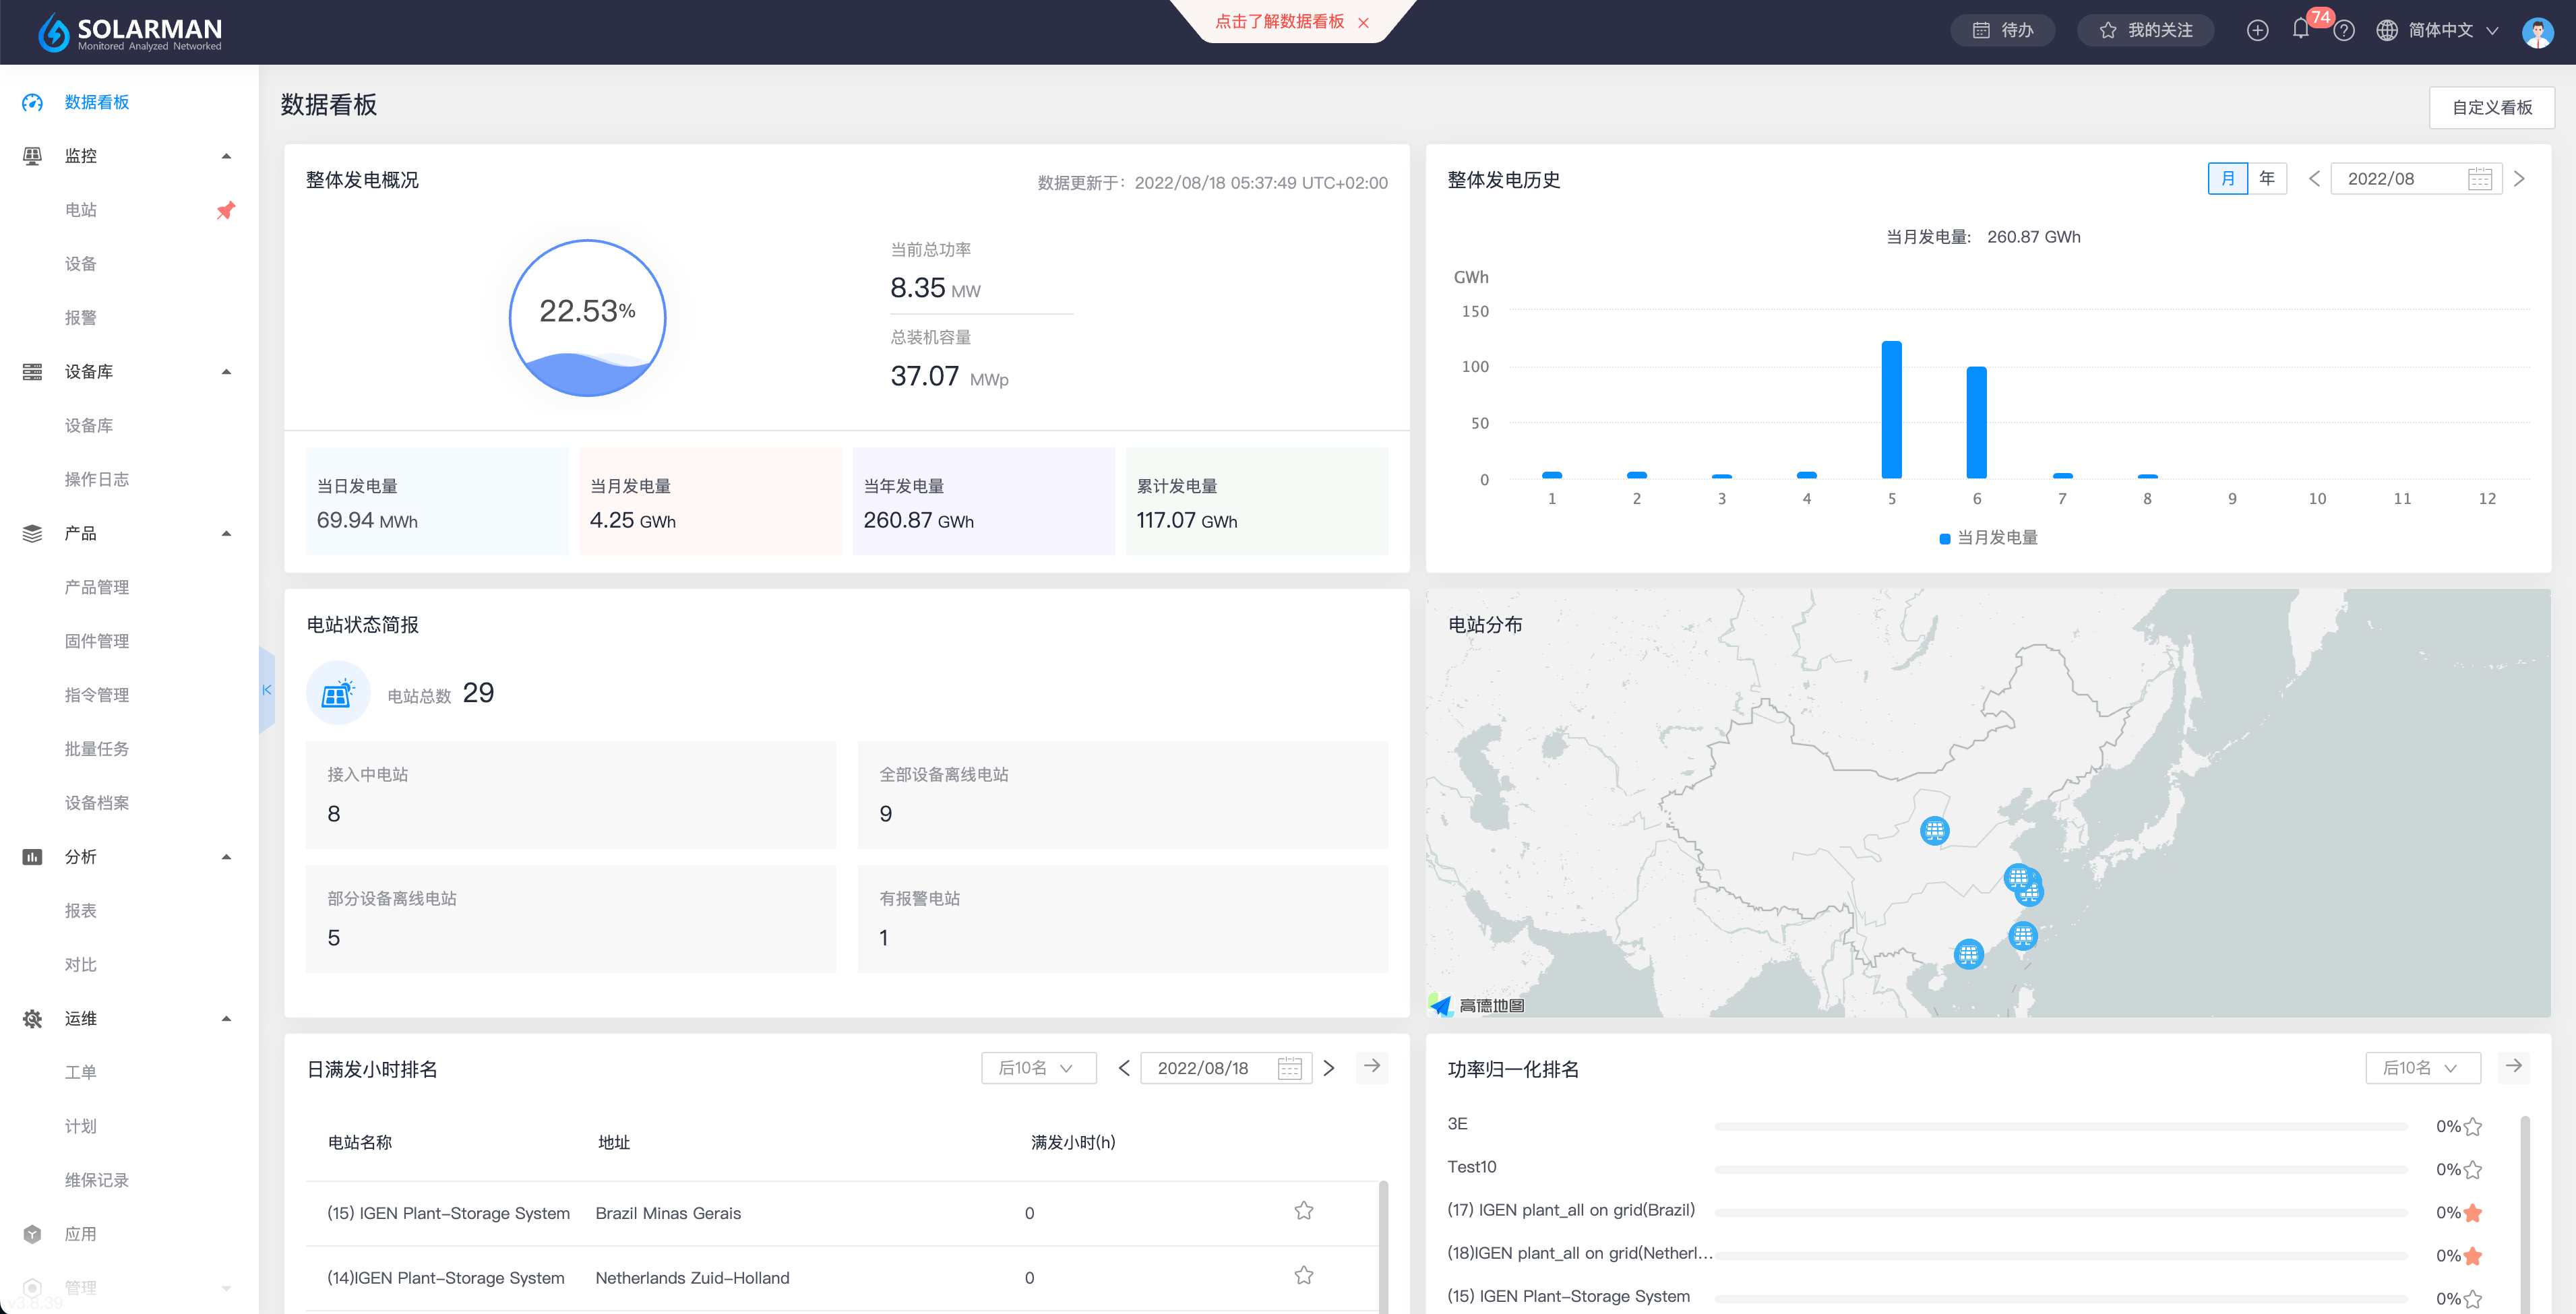 SOLARMAN
Monitored Analyzed Networked
点击了解数据看板
待办
我的关注
74
简体中文
数据看板
监控
电站
设备
报警
设备库
设备库
操作日志
产品
产品管理
固件管理
指令管理
批量任务
设备档案
分析
报表
对比
运维
工单
计划
维保记录
应用
管理
v3.8.39
数据看板
自定义看板
整体发电概况
数据更新于：2022/08/18 05:37:49 UTC+02:00
22.53%
当前总功率
8.35 MW
总装机容量
37.07 MWp
当日发电量
69.94 MWh
当月发电量
4.25 GWh
当年发电量
260.87 GWh
累计发电量
117.07 GWh
整体发电历史
月 年 2022/08
当月发电量: 260.87 GWh
GWh
150
100
50
0
1 2 3 4 5 6 7 8 9 10 11 12
当月发电量
电站状态简报
电站总数 29
接入中电站
8
全部设备离线电站
9
部分设备离线电站
5
有报警电站
1
电站分布
高德地图
日满发小时排名
后10名 2022/08/18
电站名称 地址 满发小时(h)
(15) IGEN Plant-Storage System Brazil Minas Gerais 0
(14)IGEN Plant-Storage System Netherlands Zuid-Holland 0
功率归一化排名
后10名
3E 0%
Test10 0%
(17) IGEN plant_all on grid(Brazil) 0%
(18)IGEN plant_all on grid(Netherl... 0%
(15) IGEN Plant-Storage System 0%